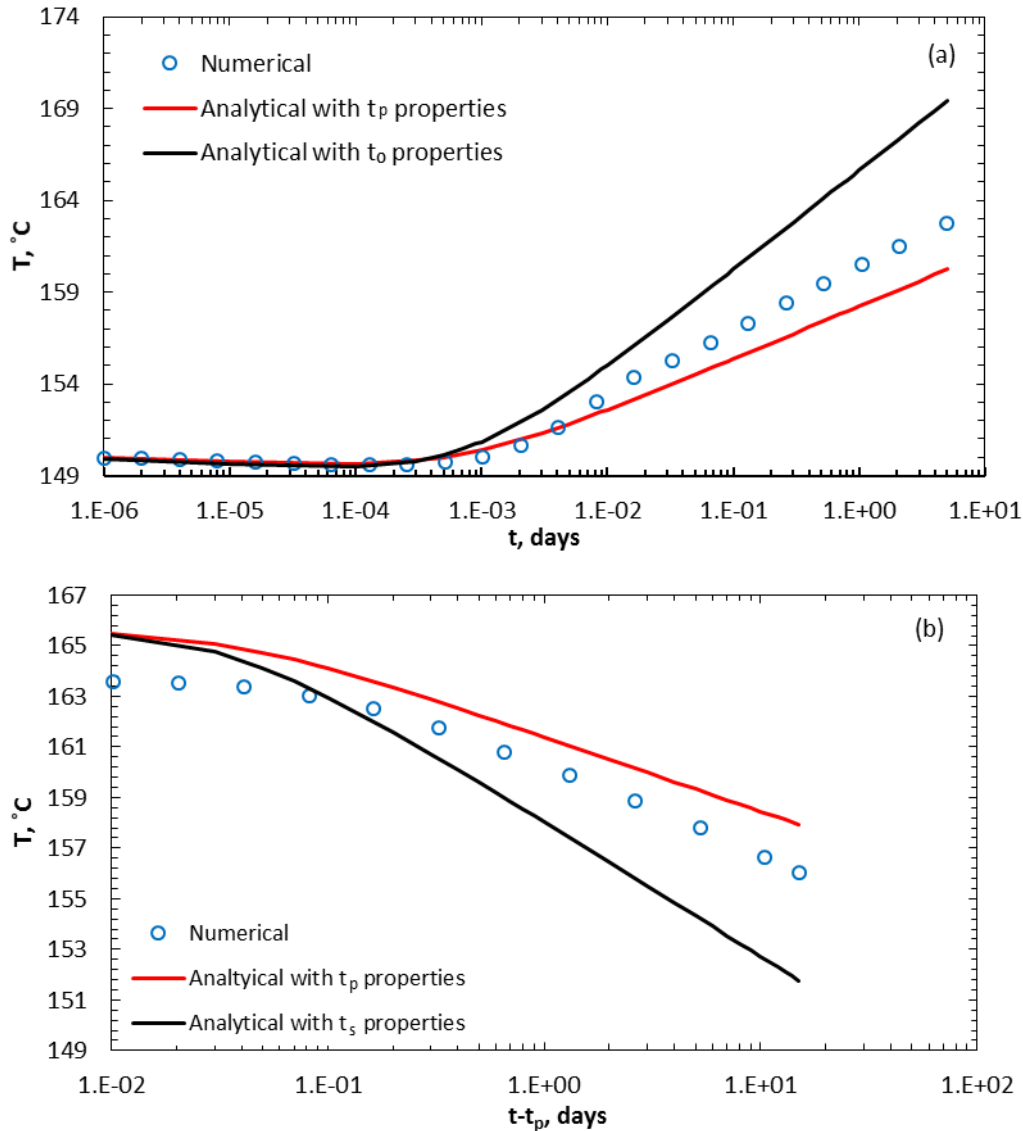 174
169
164
159
154
149
T, ˚C
(a)
Numerical
Analytical with tp properties
Analytical with to properties
1.E-06 1.E-05 1.E-04 1.E-03 1.E-02 1.E-01 1.E+00 1.E+01
t, days
167
165
163
161
159
157
155
153
151
149
T, ˚C
(b)
Numerical
Analtyical with tp properties
Analytical with ts properties
1.E-02 1.E-01 1.E+00 1.E+01 1.E+02
t-tp, days